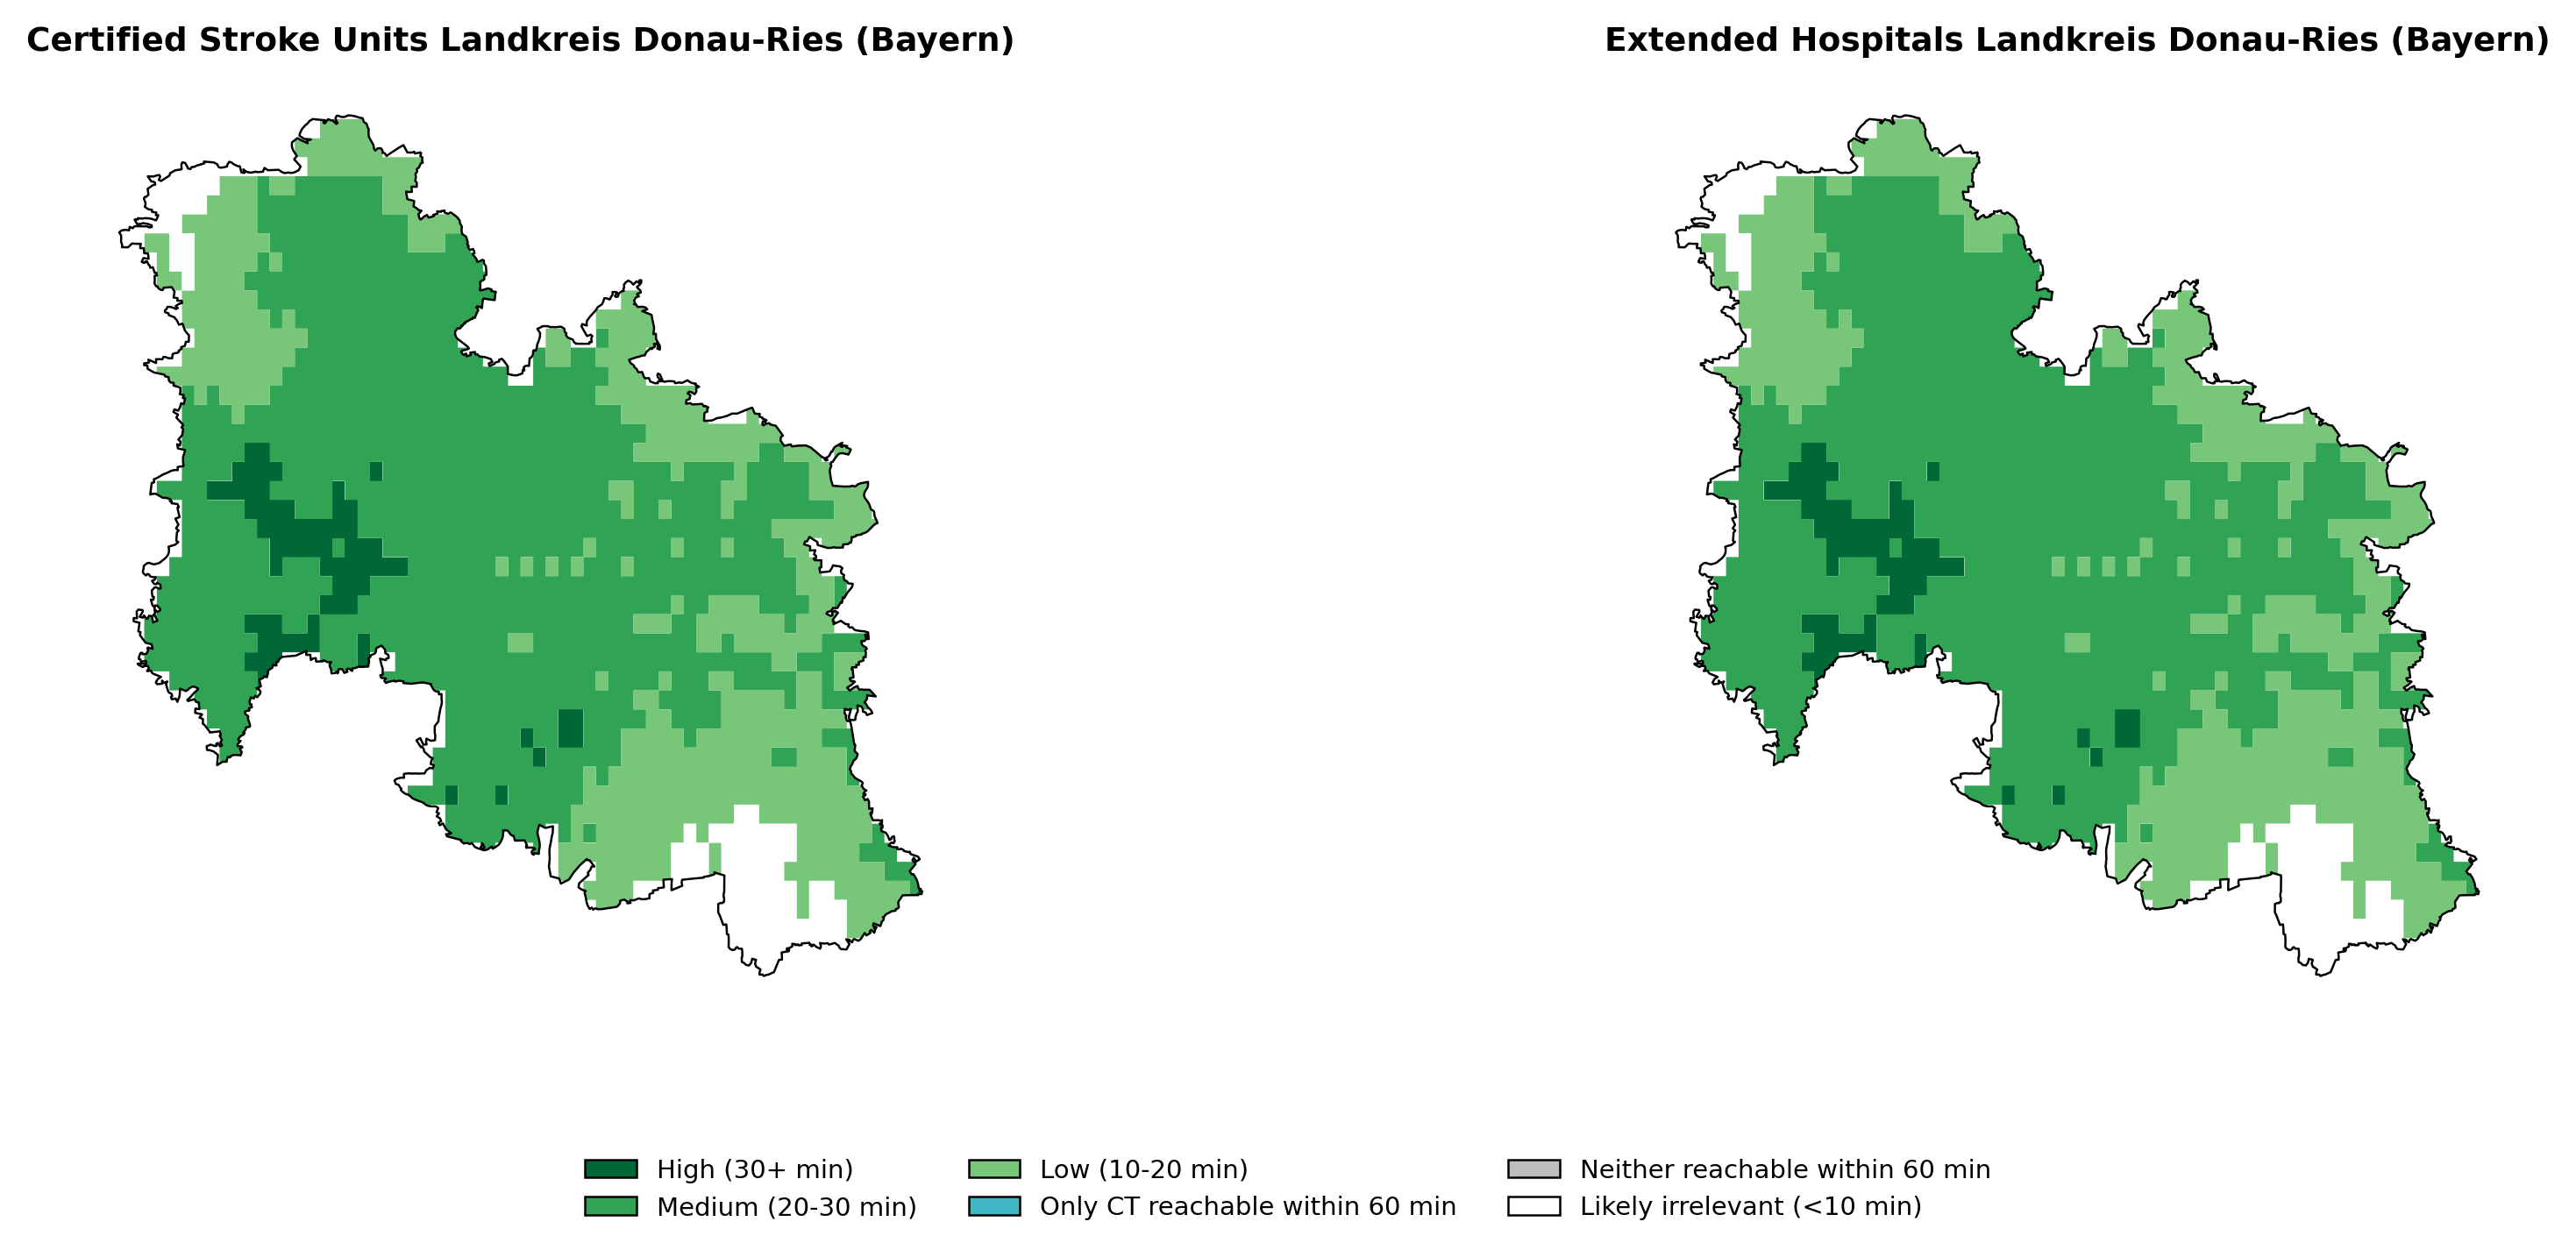 Certified Stroke Units Landkreis Donau-Ries (Bayern)
Extended Hospitals Landkreis Donau-Ries (Bayern)
High (30+ min)
Medium (20-30 min)
Low (10-20 min)
Only CT reachable within 60 min
Neither reachable within 60 min
Likely irrelevant (<10 min)